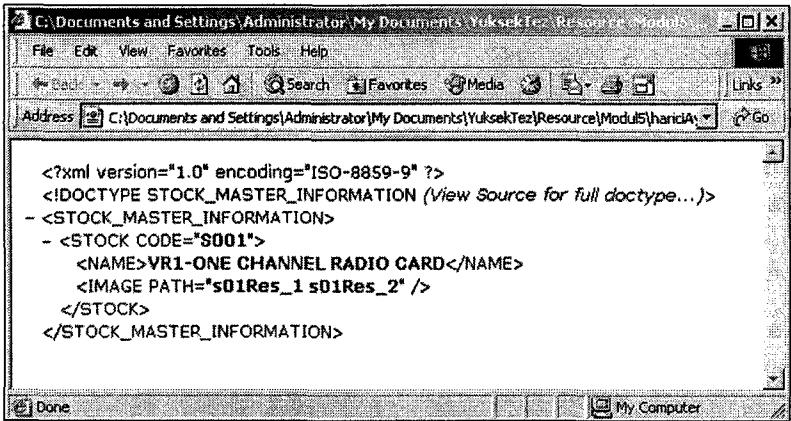 C:\Documents and Settings\Administrator\My Documents\YuksekTez\Resource\Modul5\...
File Edit View Favorites Tools Help
Back Search Favorites Media Links »
Address C:\Documents and Settings\Administrator\My Documents\YuksekTez\Resource\Modul5\hariciA Go
<?xml version="1.0" encoding="ISO-8859-9" ?>
<!DOCTYPE STOCK_MASTER_INFORMATION (View Source for full doctype...)>
- <STOCK_MASTER_INFORMATION>
- <STOCK CODE="S001">
<NAME>VR1-ONE CHANNEL RADIO CARD</NAME>
<IMAGE PATH="s01Res_1 s01Res_2" />
</STOCK>
</STOCK_MASTER_INFORMATION>
Done My Computer